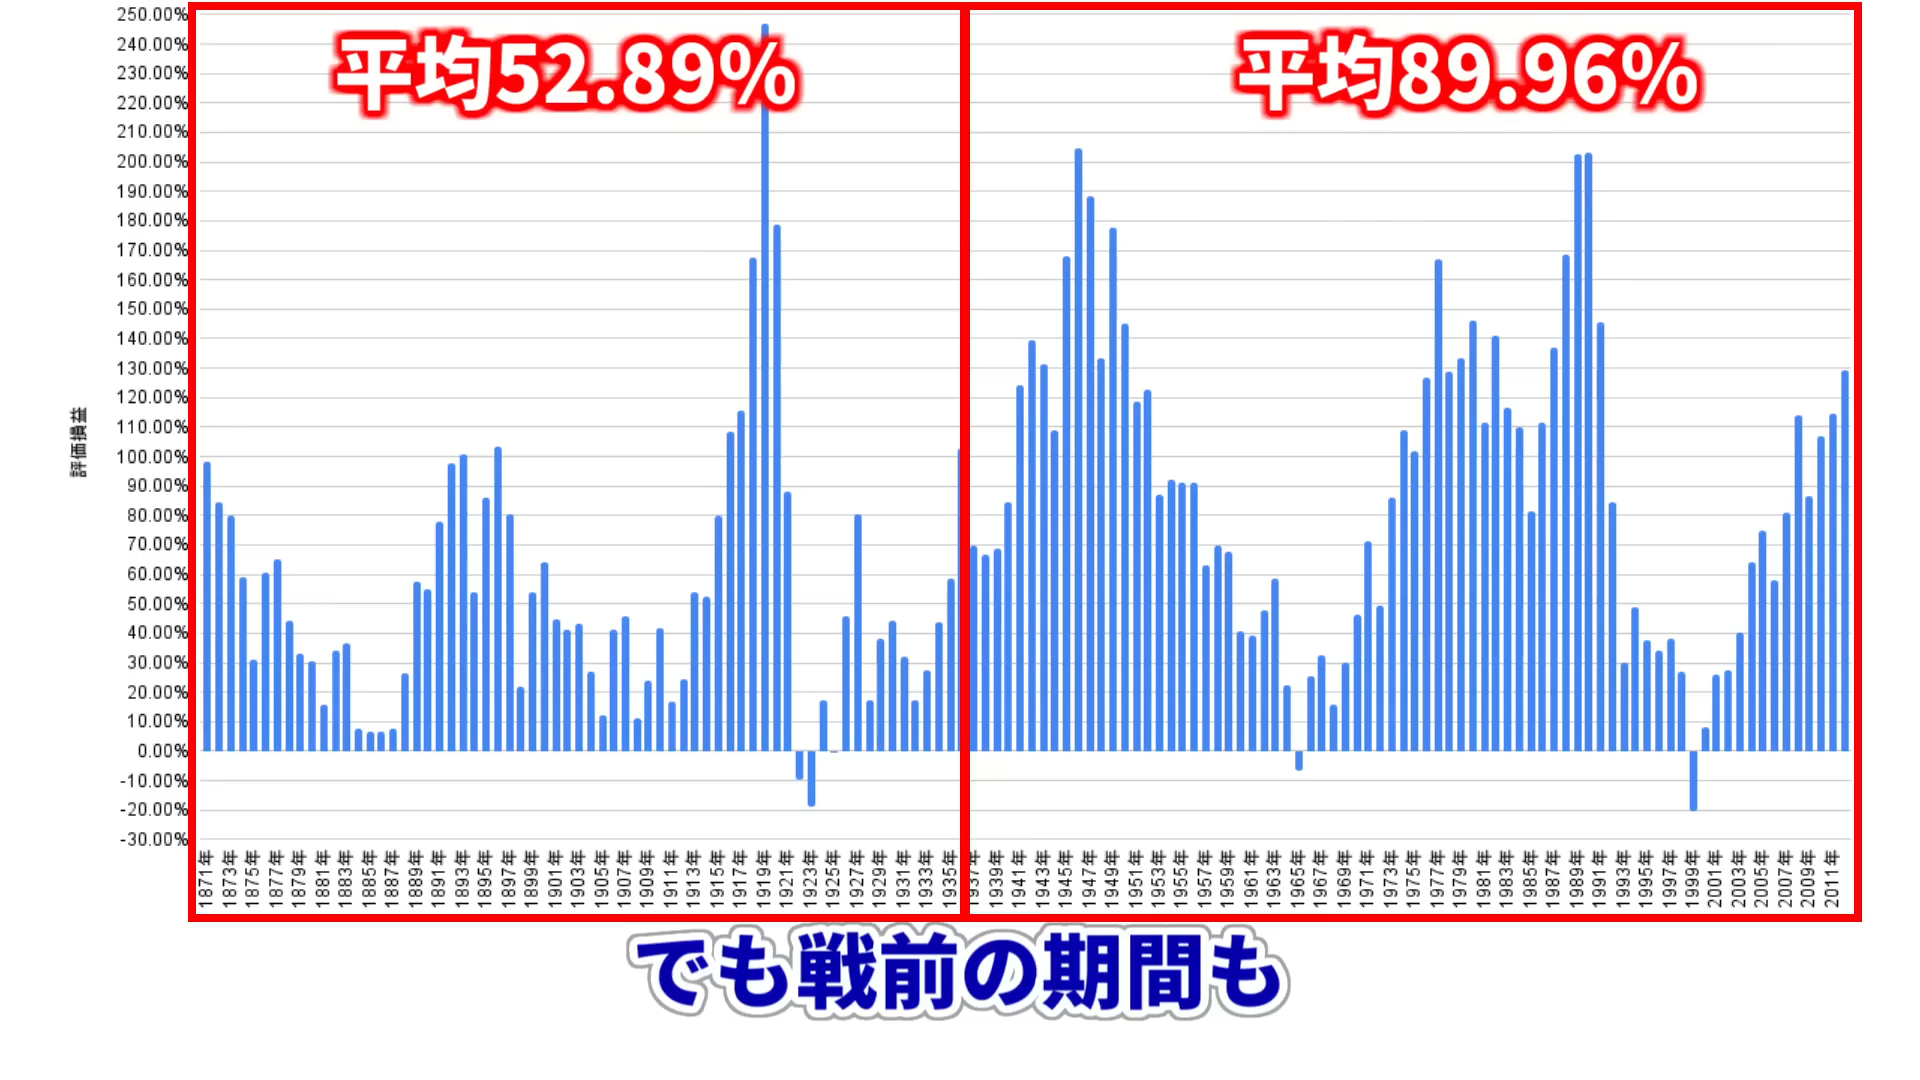 平均52.89%
平均89.96%
評価損益
250.00%
240.00%
230.00%
220.00%
210.00%
200.00%
190.00%
180.00%
170.00%
160.00%
150.00%
140.00%
130.00%
120.00%
110.00%
100.00%
90.00%
80.00%
70.00%
60.00%
50.00%
40.00%
30.00%
20.00%
10.00%
0.00%
-10.00%
-20.00%
-30.00%
1871年
1873年
1875年
1877年
1879年
1881年
1883年
1885年
1887年
1889年
1891年
1893年
1895年
1897年
1899年
1901年
1903年
1905年
1907年
1909年
1911年
1913年
1915年
1917年
1919年
1921年
1923年
1925年
1927年
1929年
1931年
1933年
1935年
1937年
1939年
1941年
1943年
1945年
1947年
1949年
1951年
1953年
1955年
1957年
1959年
1961年
1963年
1965年
1967年
1969年
1971年
1973年
1975年
1977年
1979年
1981年
1983年
1985年
1987年
1989年
1991年
1993年
1995年
1997年
1999年
2001年
2003年
2005年
2007年
2009年
2011年
でも戦前の期間も